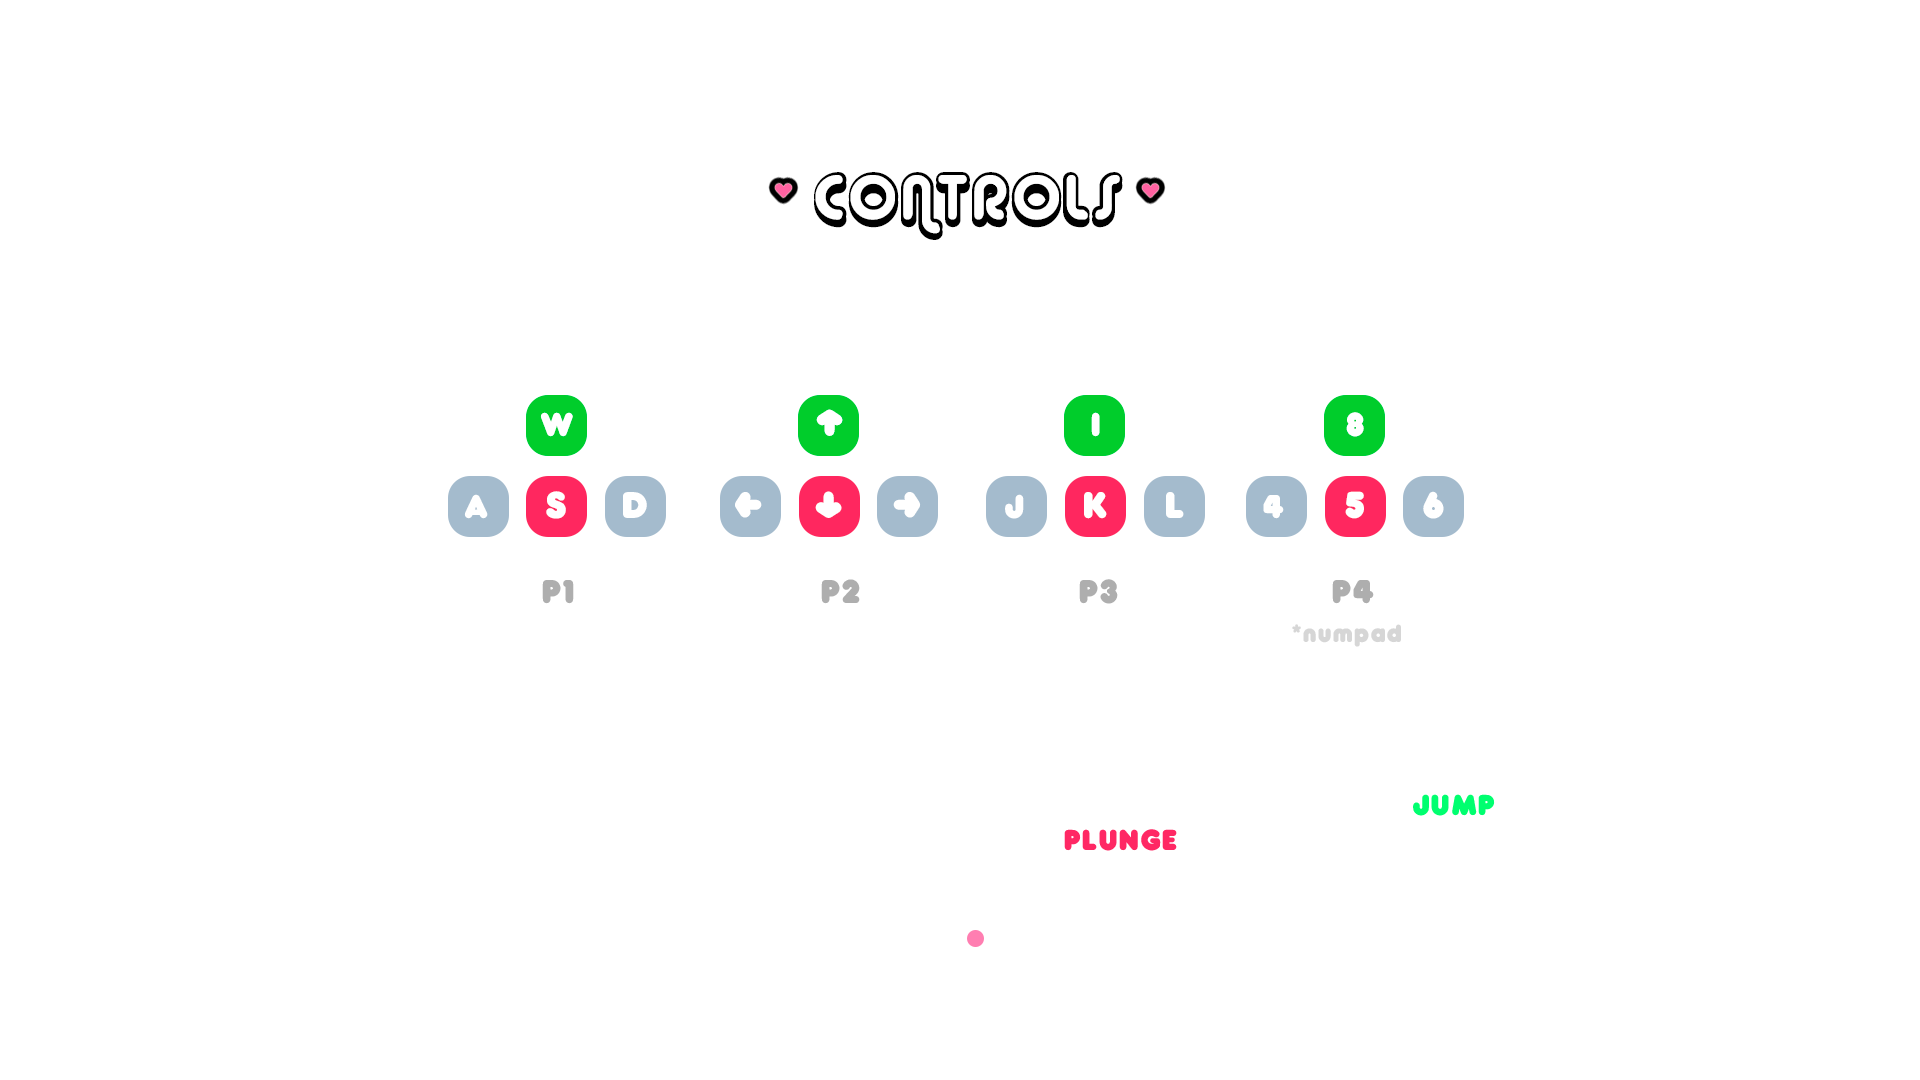 CONTROLS
W ↑ I 8
A S D ← ↓ → J K L 4 5 6
P1 P2 P3 P4
*numpad
JUMP
PLUNGE